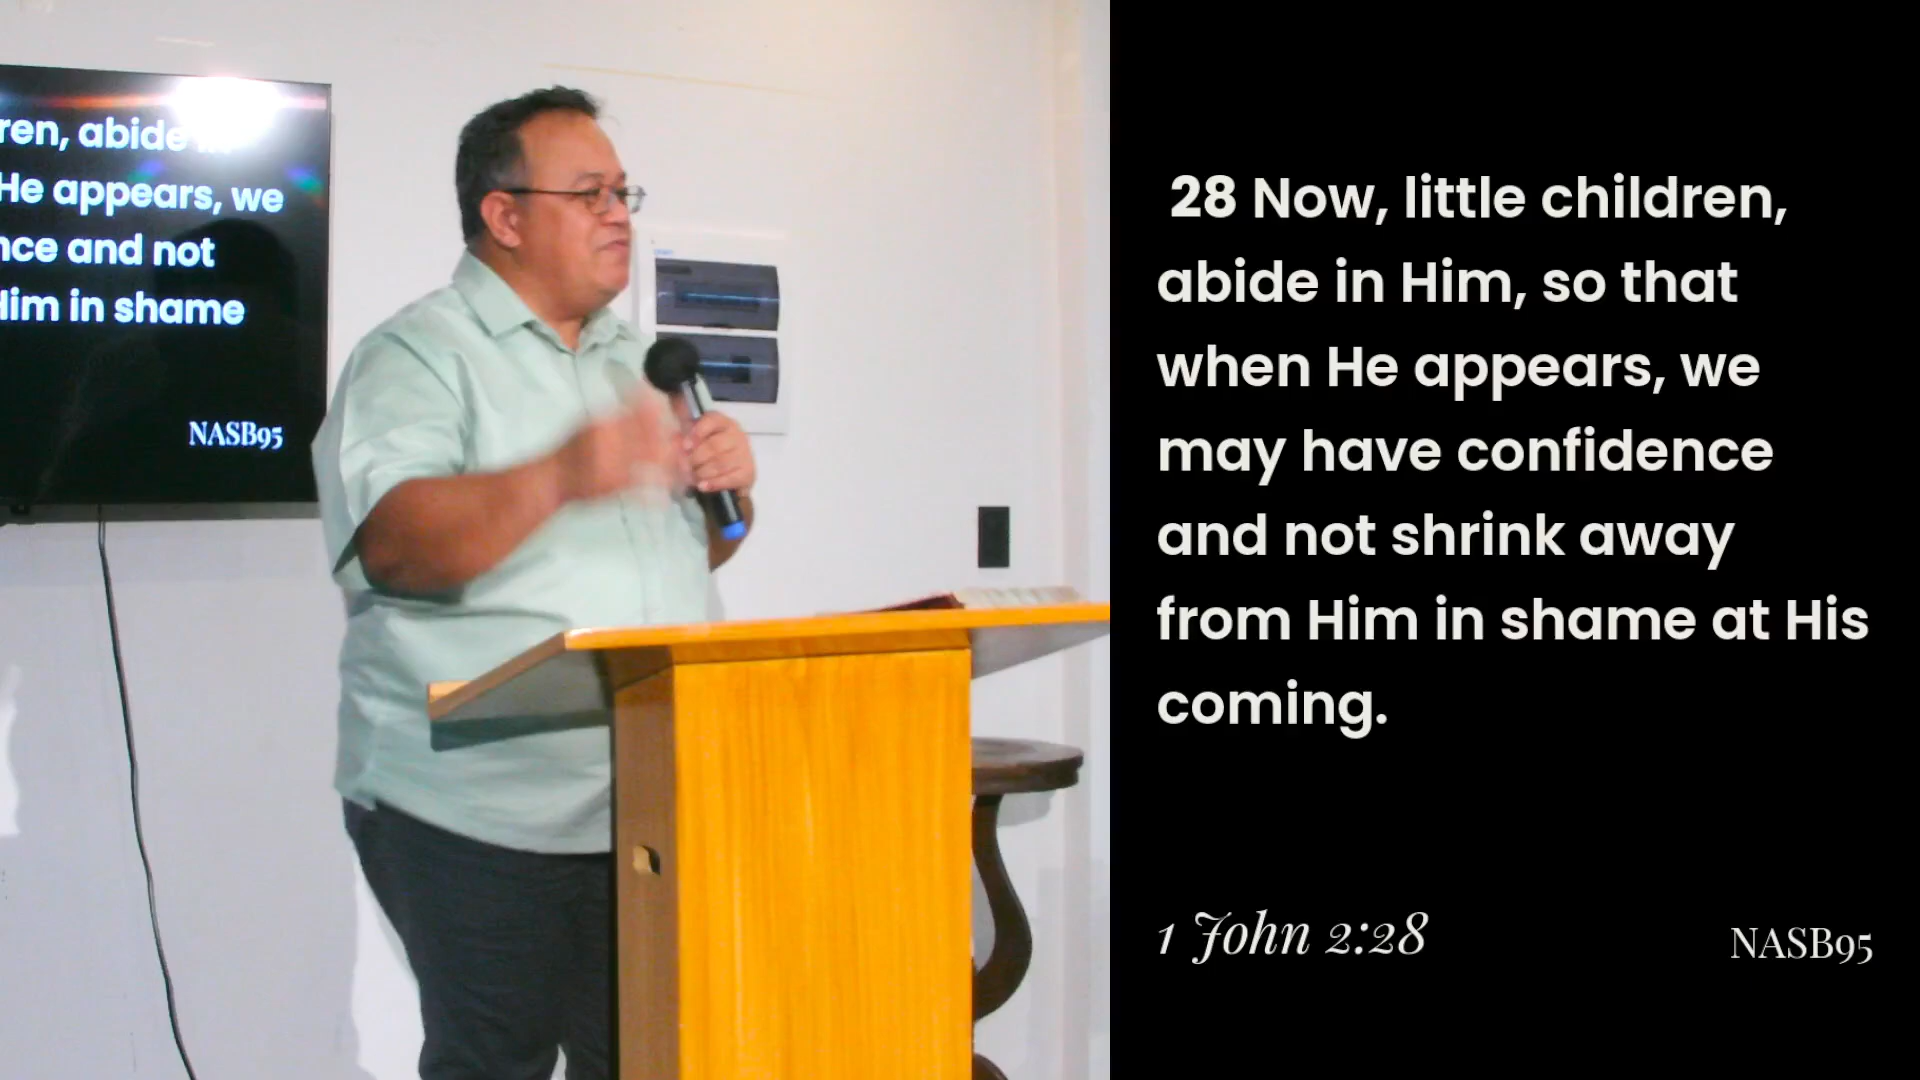 ren, abide
He appears, we
nce and not
Him in shame
NASB95
28 Now, little children,
abide in Him, so that
when He appears, we
may have confidence
and not shrink away
from Him in shame at His
coming.
1 John 2:28
NASB95